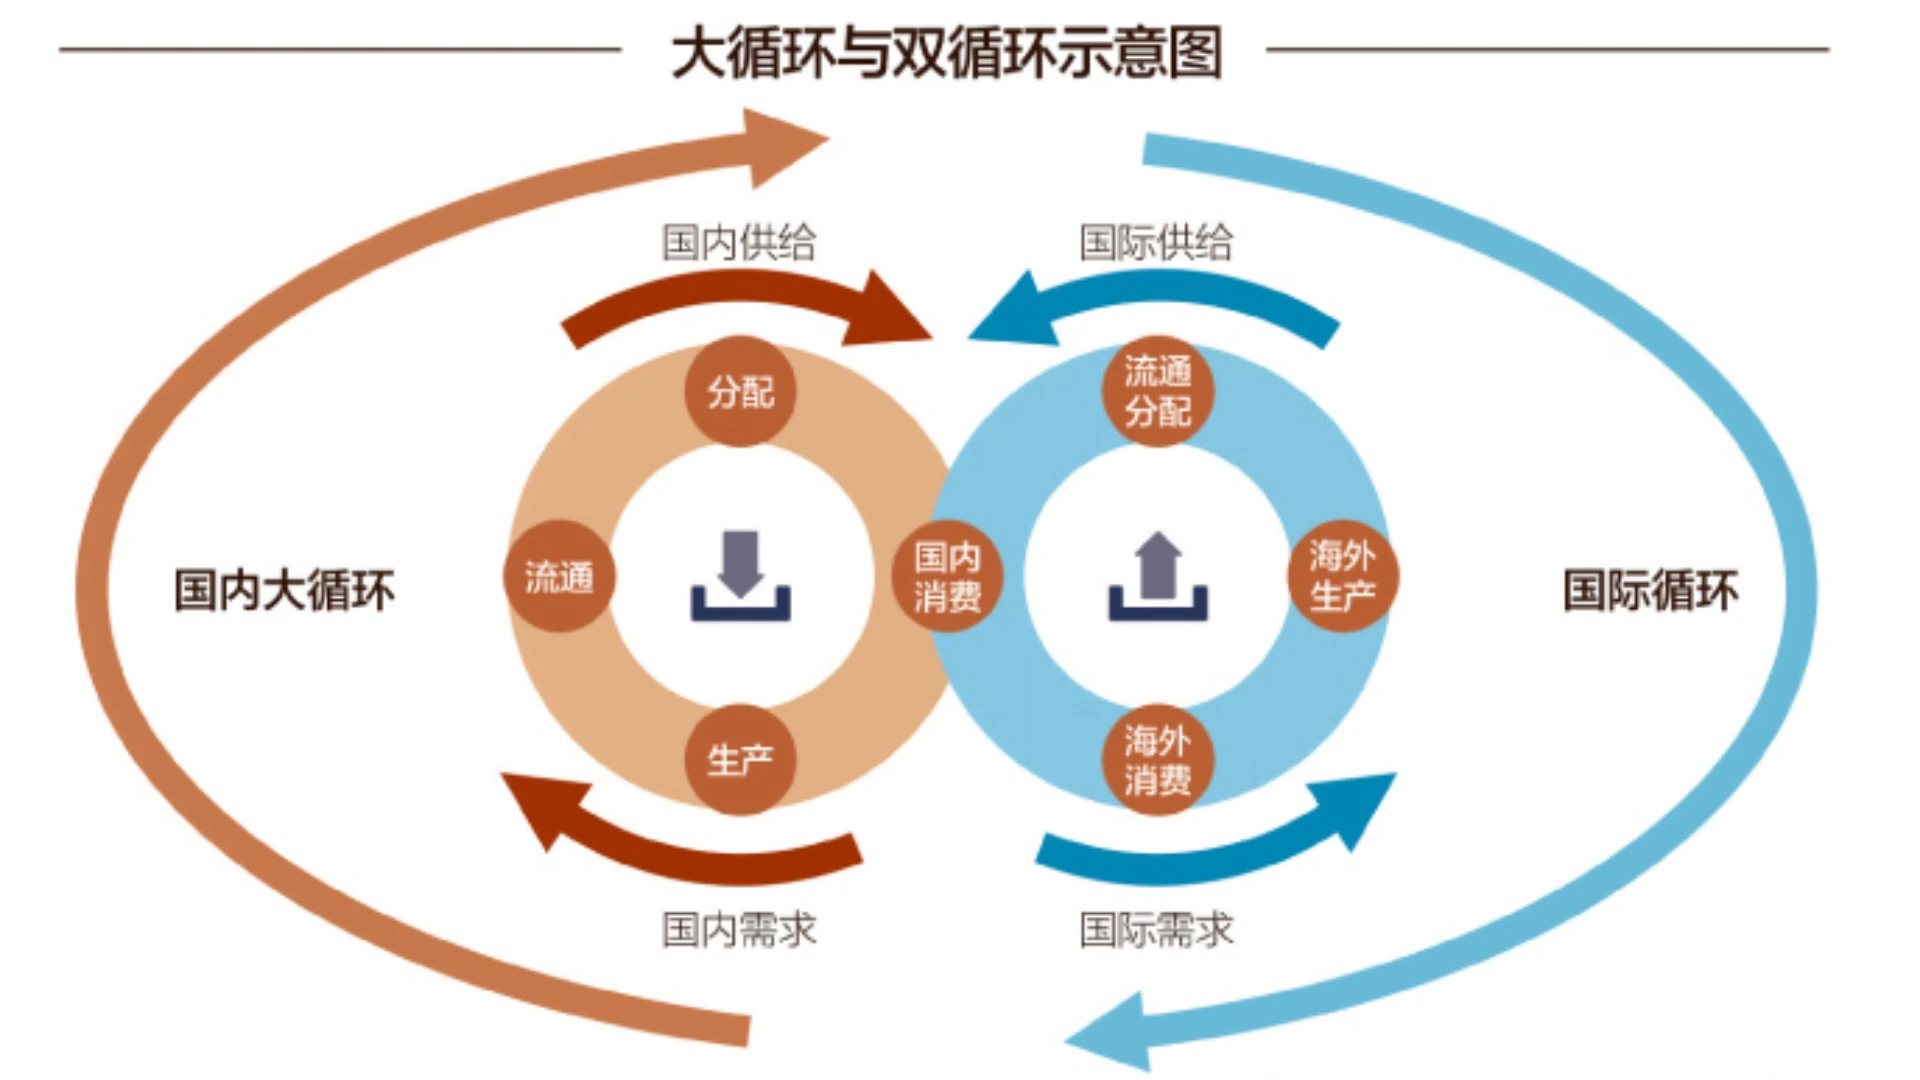 大循环与双循环示意图
国内供给
国际供给
分配
流通
分配
国内大循环
流通
国内
消费
海外
生产
国际循环
生产
海外
消费
国内需求
国际需求